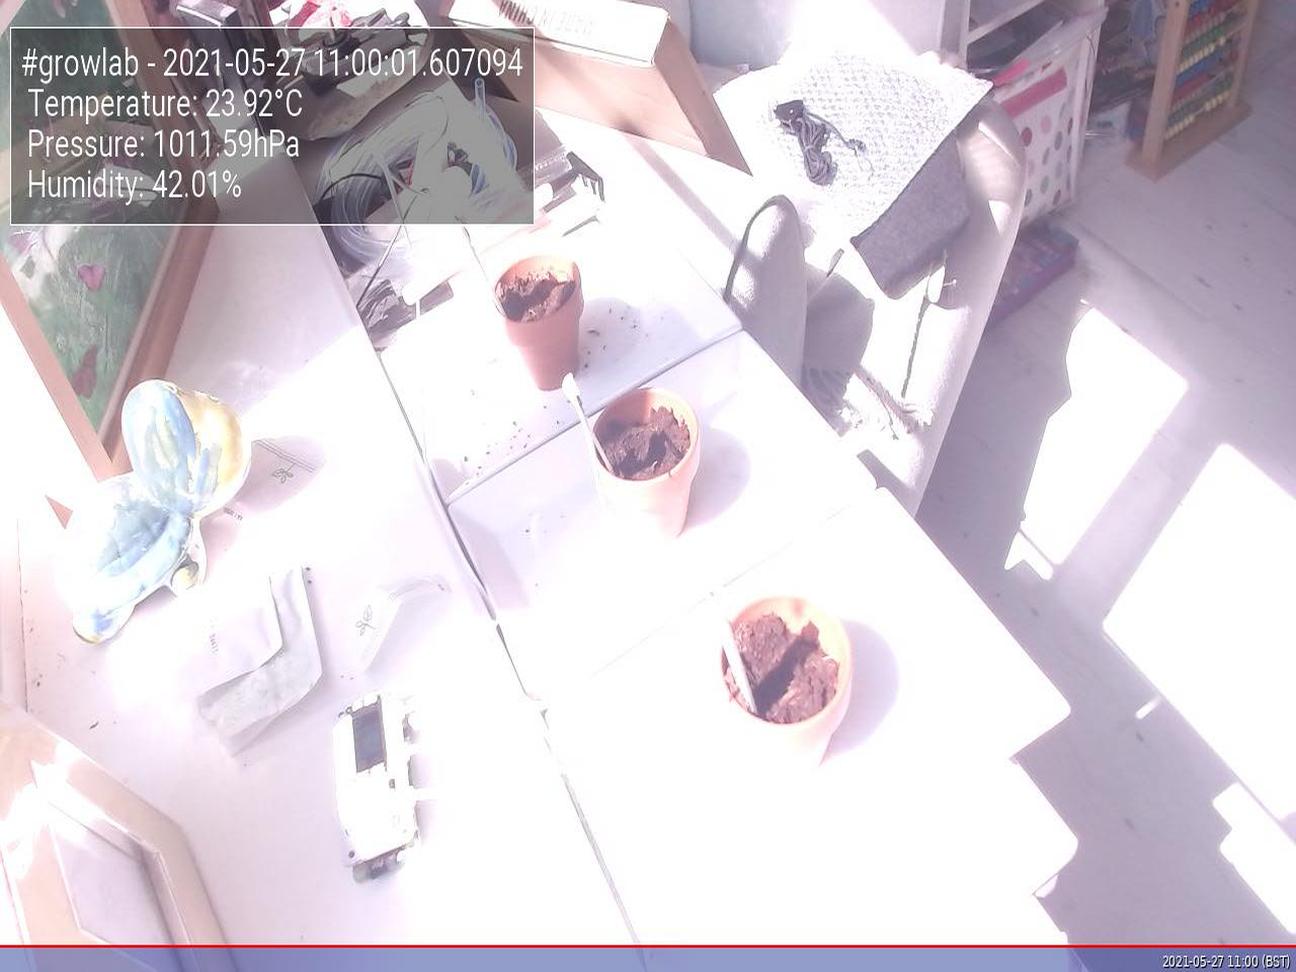 #growlab - 2021-05-27 11:00:01.607094
Temperature: 23.92°C
Pressure: 1011.59hPa
Humidity: 42.01%
2021-05-27 11:00 (BST)